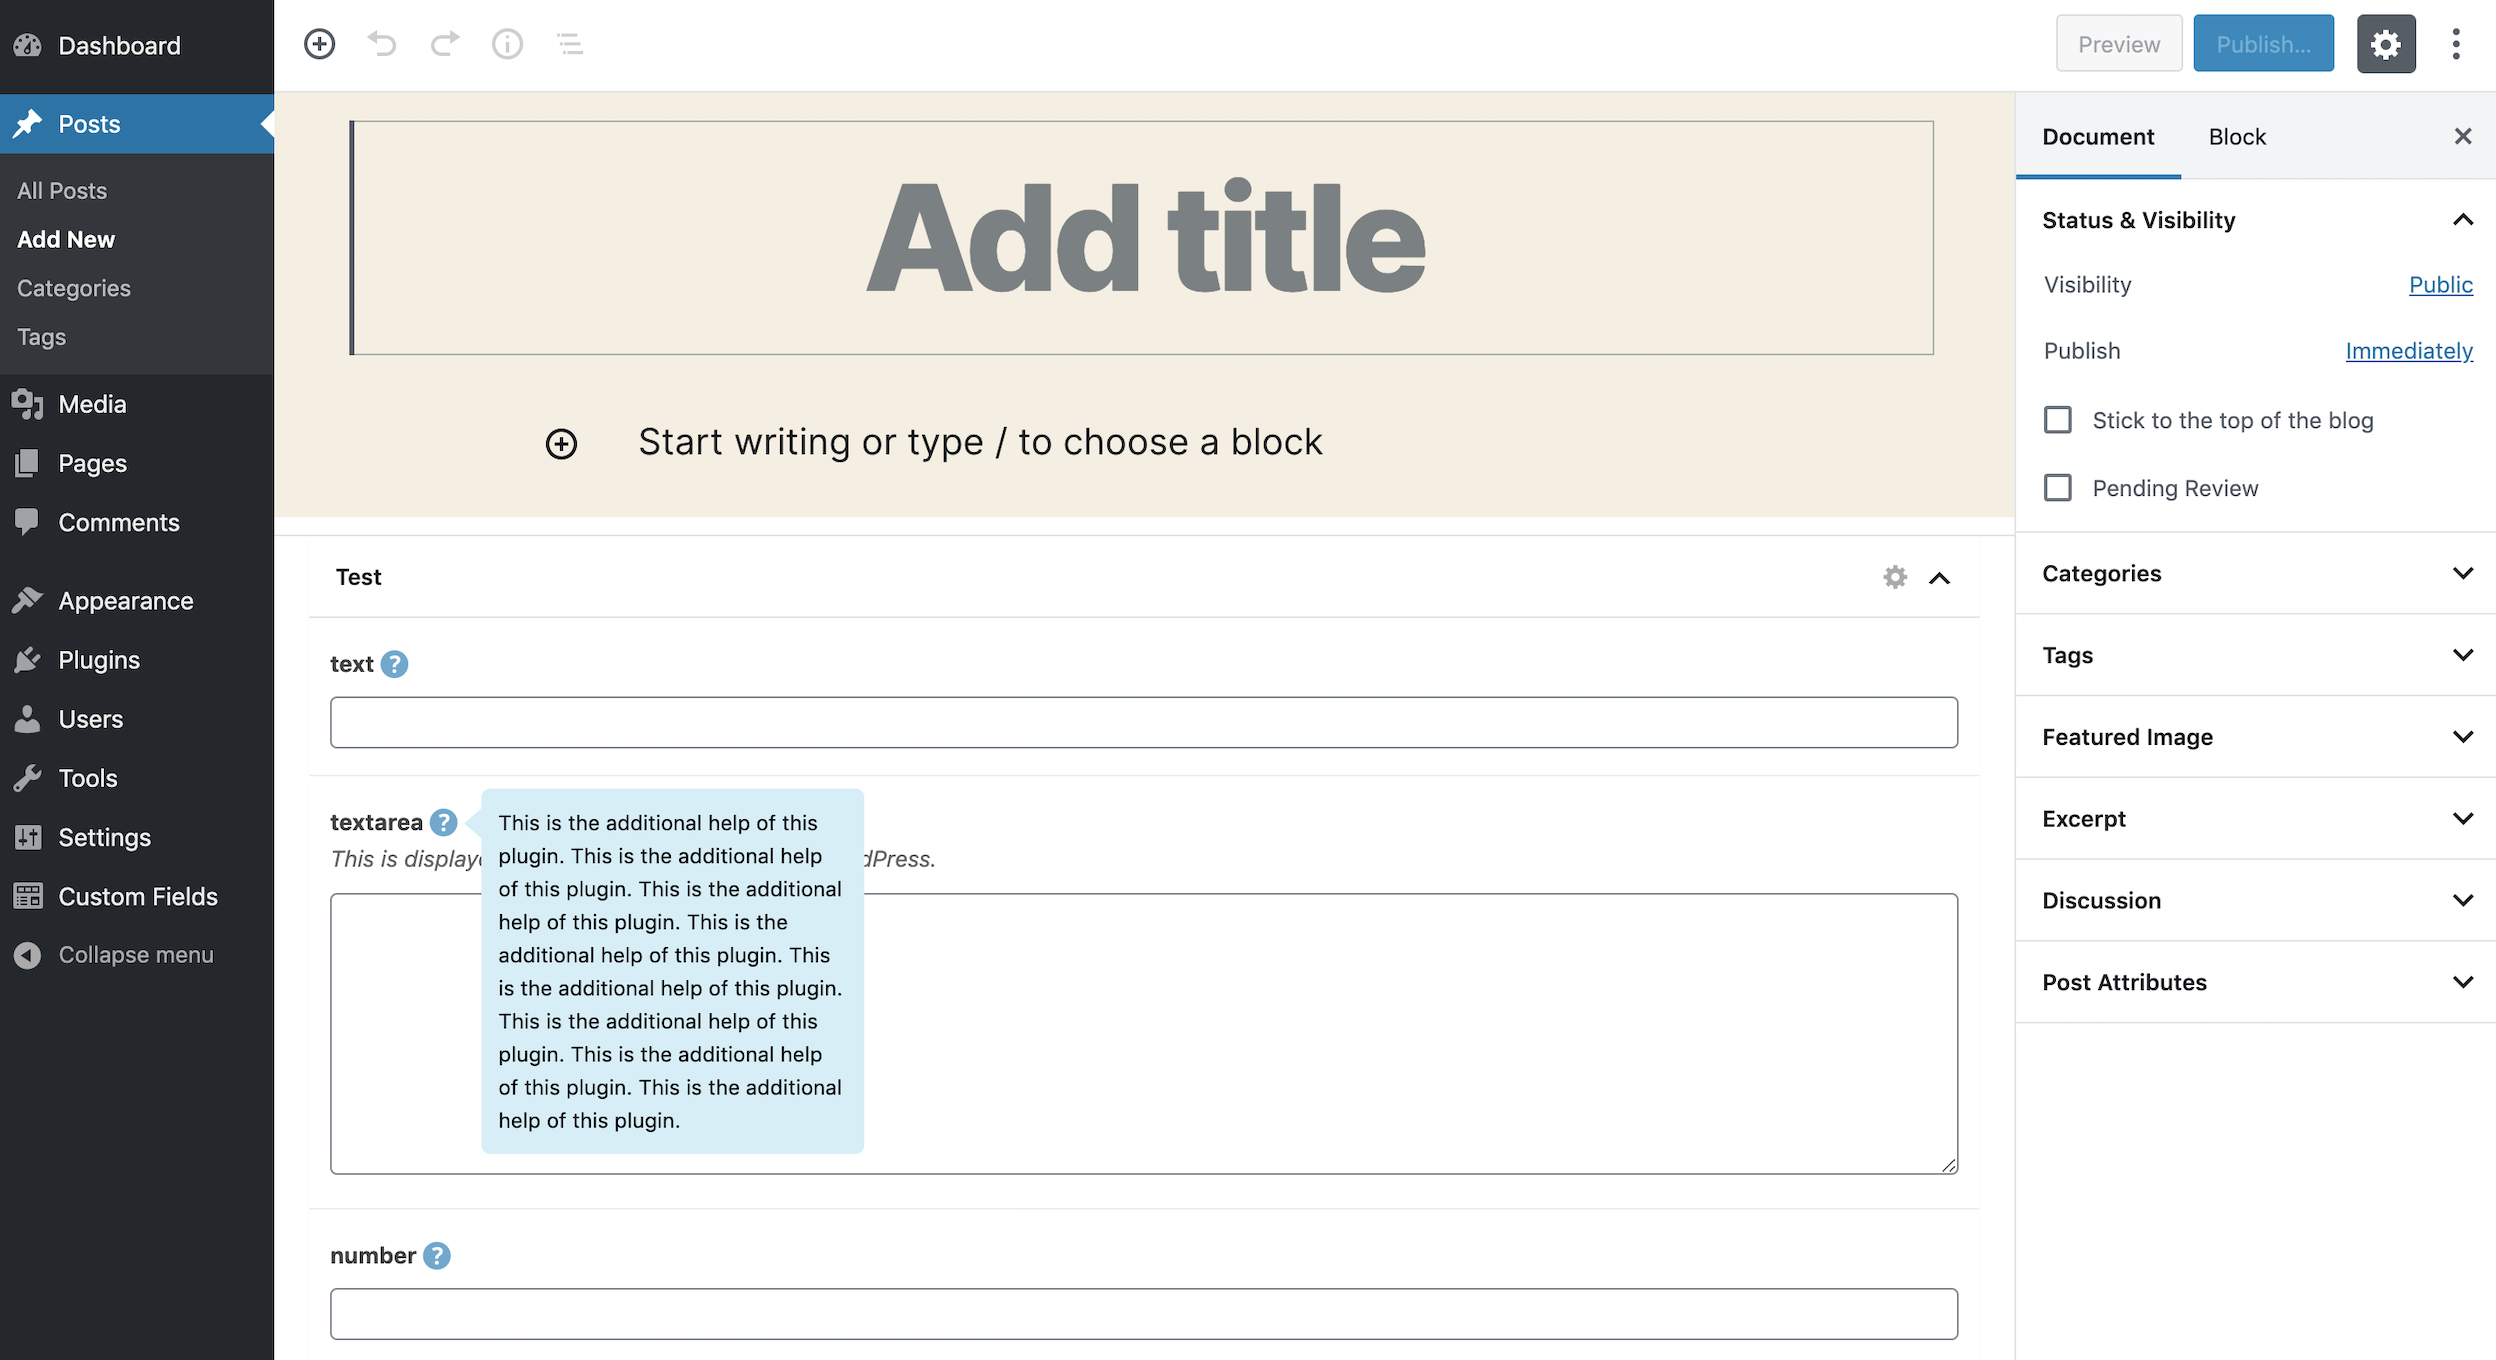 Dashboard
Posts
All Posts
Add New
Categories
Tags
Media
Pages
Comments
Appearance
Plugins
Users
Tools
Settings
Custom Fields
Collapse menu
Preview
Publish...
Add title
Start writing or type / to choose a block
Test
text ?
textarea ?
This is
This is the additional help of this
plugin. This is the additional help
of this plugin. This is the additional
help of this plugin. This is the
additional help of this plugin. This
is the additional help of this plugin.
This is the additional help of this
plugin. This is the additional help
of this plugin. This is the additional
help of this plugin.
number ?
Document Block
Status & Visibility
Visibility Public
Publish Immediately
Stick to the top of the blog
Pending Review
Categories
Tags
Featured Image
Excerpt
Discussion
Post Attributes